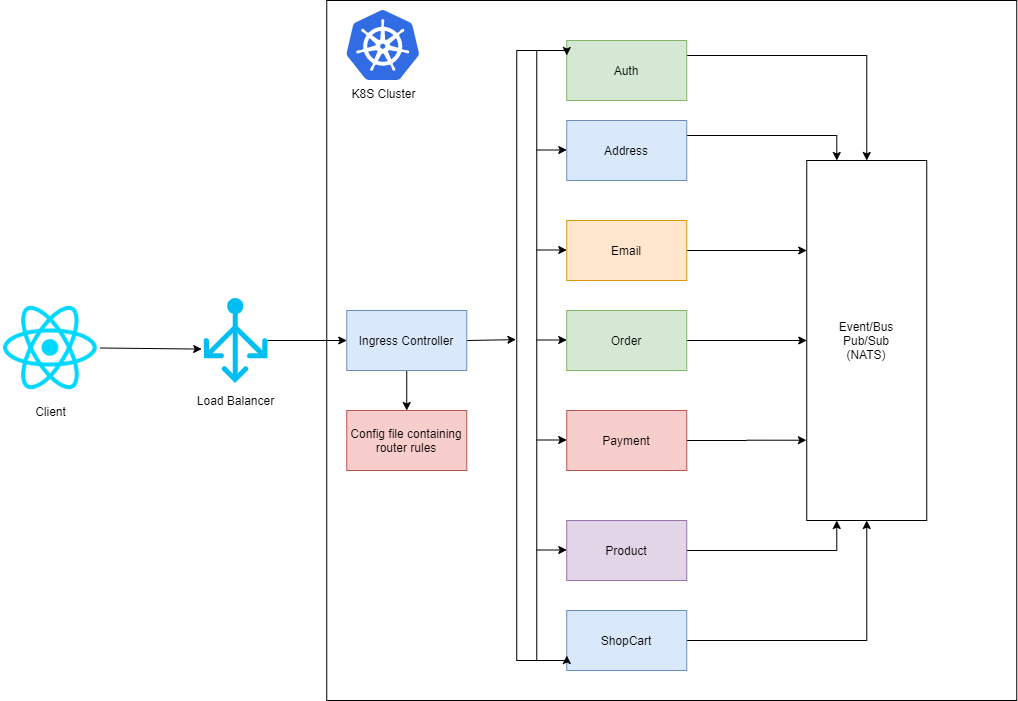 K8S Cluster
Auth
Address
Email
Event/Bus
Pub/Sub
(NATS)
Ingress Controller
Order
Client
Load Balancer
Config file containing
router rules
Payment
Product
ShopCart